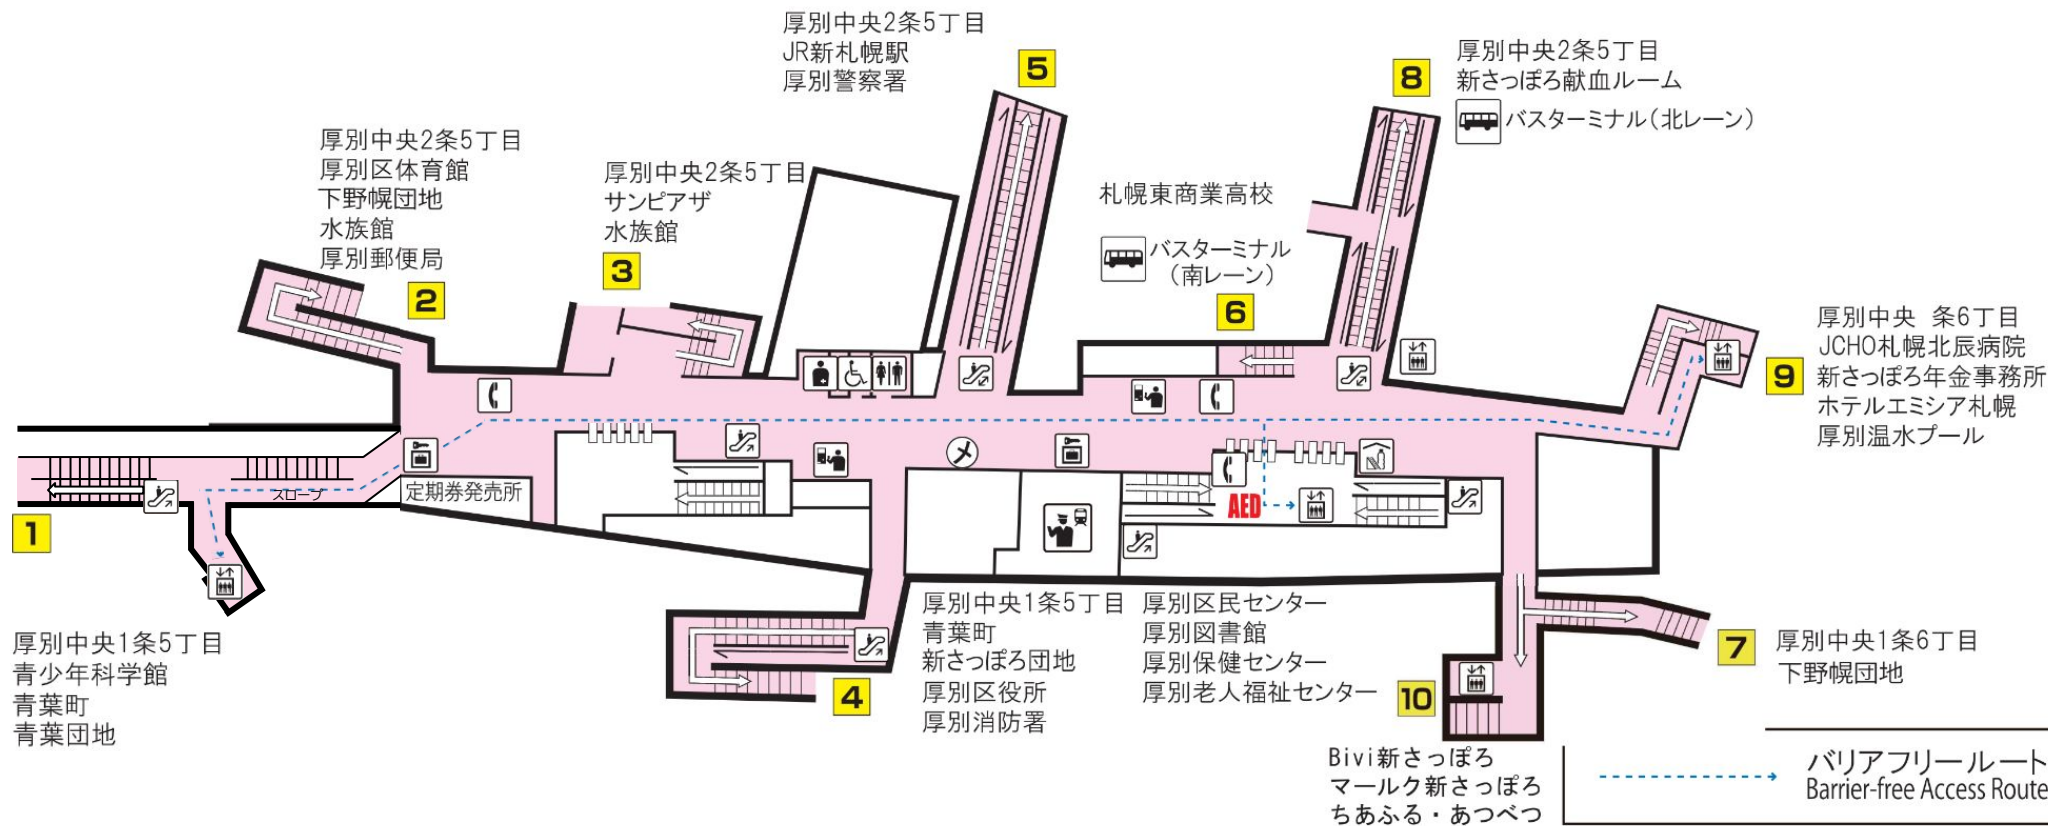 厚別中央2条5丁目
JR新札幌駅
厚別警察署
5
厚別中央2条5丁目
新さっぽろ献血ルーム
バスターミナル(北レーン)
8
厚別中央2条5丁目
厚別区体育館
下野幌団地
水族館
厚別郵便局
2
厚別中央2条5丁目
サンピアザ
水族館
3
札幌東商業高校
バスターミナル
(南レーン)
6
厚別中央 条6丁目
JCHO札幌北辰病院
新さっぽろ年金事務所
ホテルエミシア札幌
厚別温水プール
9
スロープ
定期券発売所
メ
AED
1
厚別中央1条5丁目
青少年科学館
青葉町
青葉団地
4
厚別中央1条5丁目
青葉町
新さっぽろ団地
厚別区役所
厚別消防署
厚別区民センター
厚別図書館
厚別保健センター
厚別老人福祉センター
10
Bivi新さっぽろ
マールク新さっぽろ
ちあふる・あつべつ
7
厚別中央1条6丁目
下野幌団地
バリアフリールート
Barrier-free Access Route